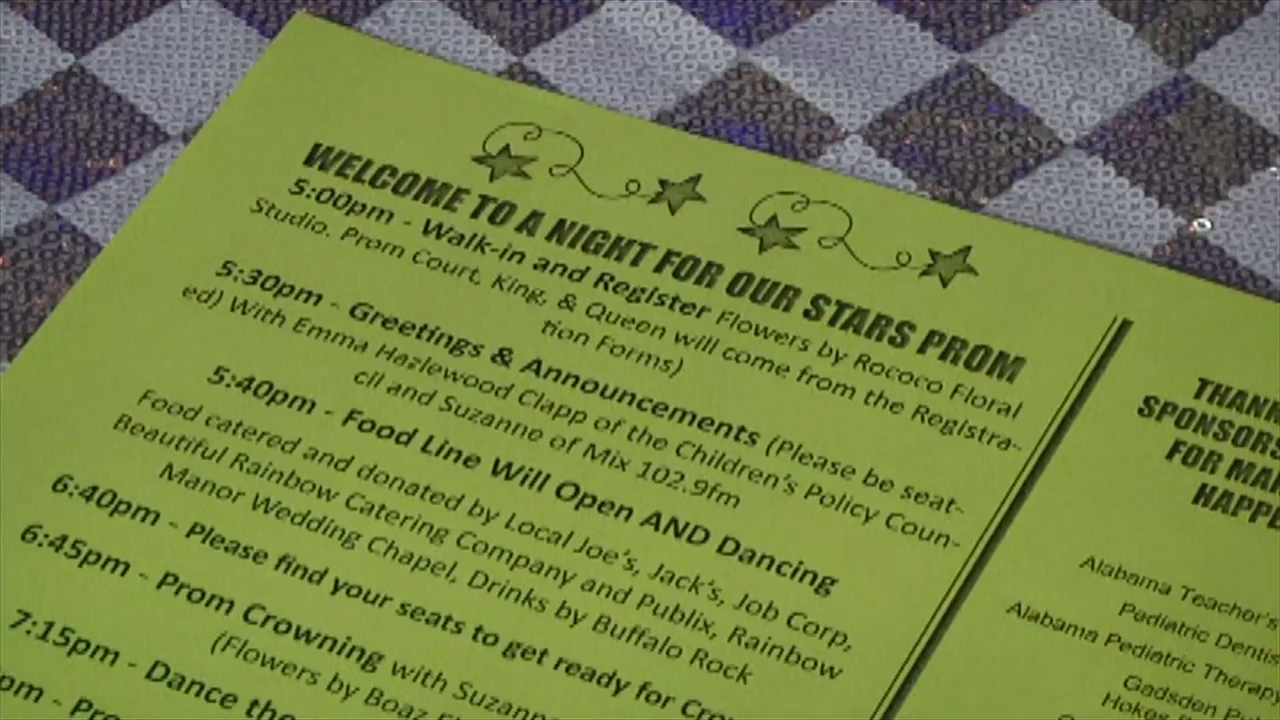 WELCOME TO A NIGHT FOR OUR STARS PROM
5:00pm - Walk-in and Register Flowers by Rococo Floral
Studio. Prom Court, King, & Queen will come from the Registra-
tion Forms)
5:30pm - Greetings & Announcements (Please be seat-
ed) With Emma Hazlewood Clapp of the Children's Policy Coun-
cil and Suzanne of Mix 102.9fm
5:40pm - Food Line Will Open AND Dancing
Food catered and donated by Local Joe's, Jack's, Job Corp,
Beautiful Rainbow Catering Company and Publix, Rainbow
Manor Wedding Chapel, Drinks by Buffalo Rock
6:40pm - Please find your seats to get ready for
6:45pm - Prom Crowning with
(Flowers by Boaz
7:15pm - Dance
FOR
Alabama Teacher's
Pediatric
Alabama Pediatric Therapy
Gadsden